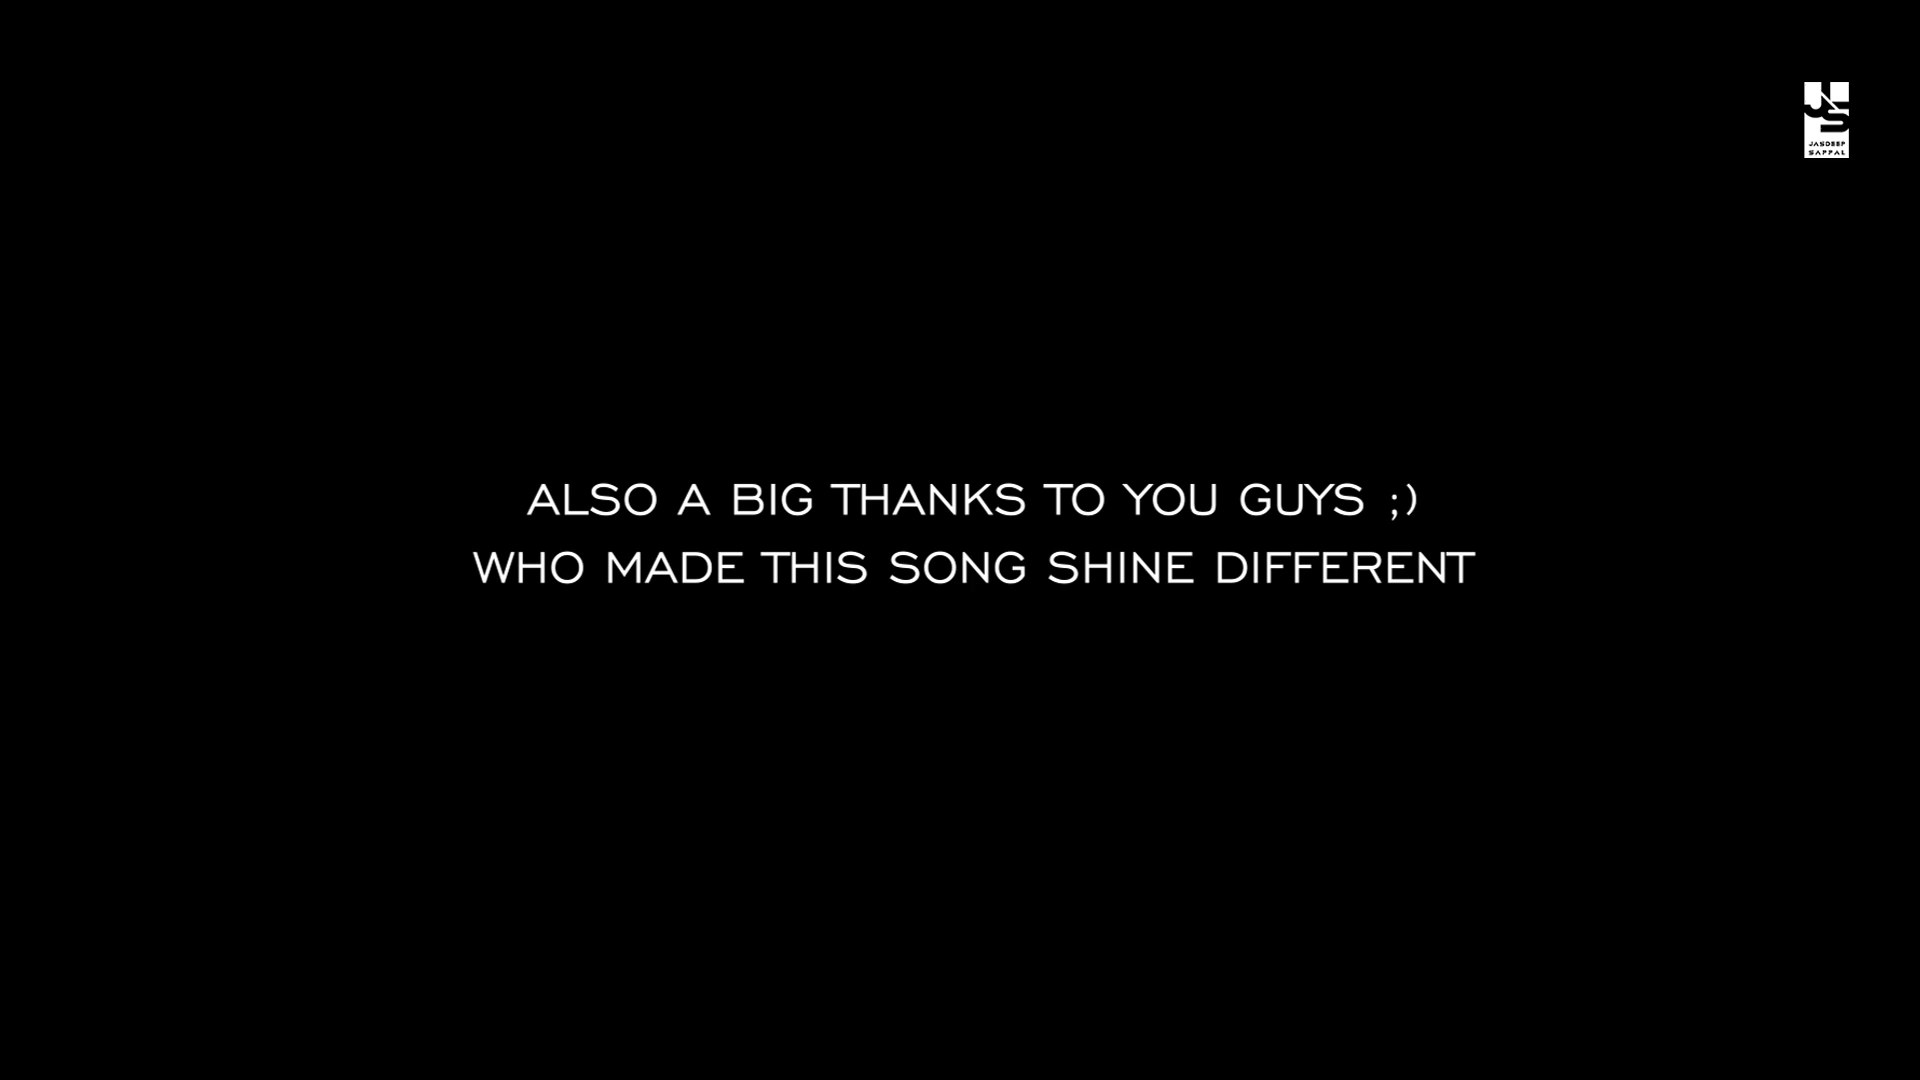 JASDEEP
SAPPAL
ALSO A BIG THANKS TO YOU GUYS ;)
WHO MADE THIS SONG SHINE DIFFERENT